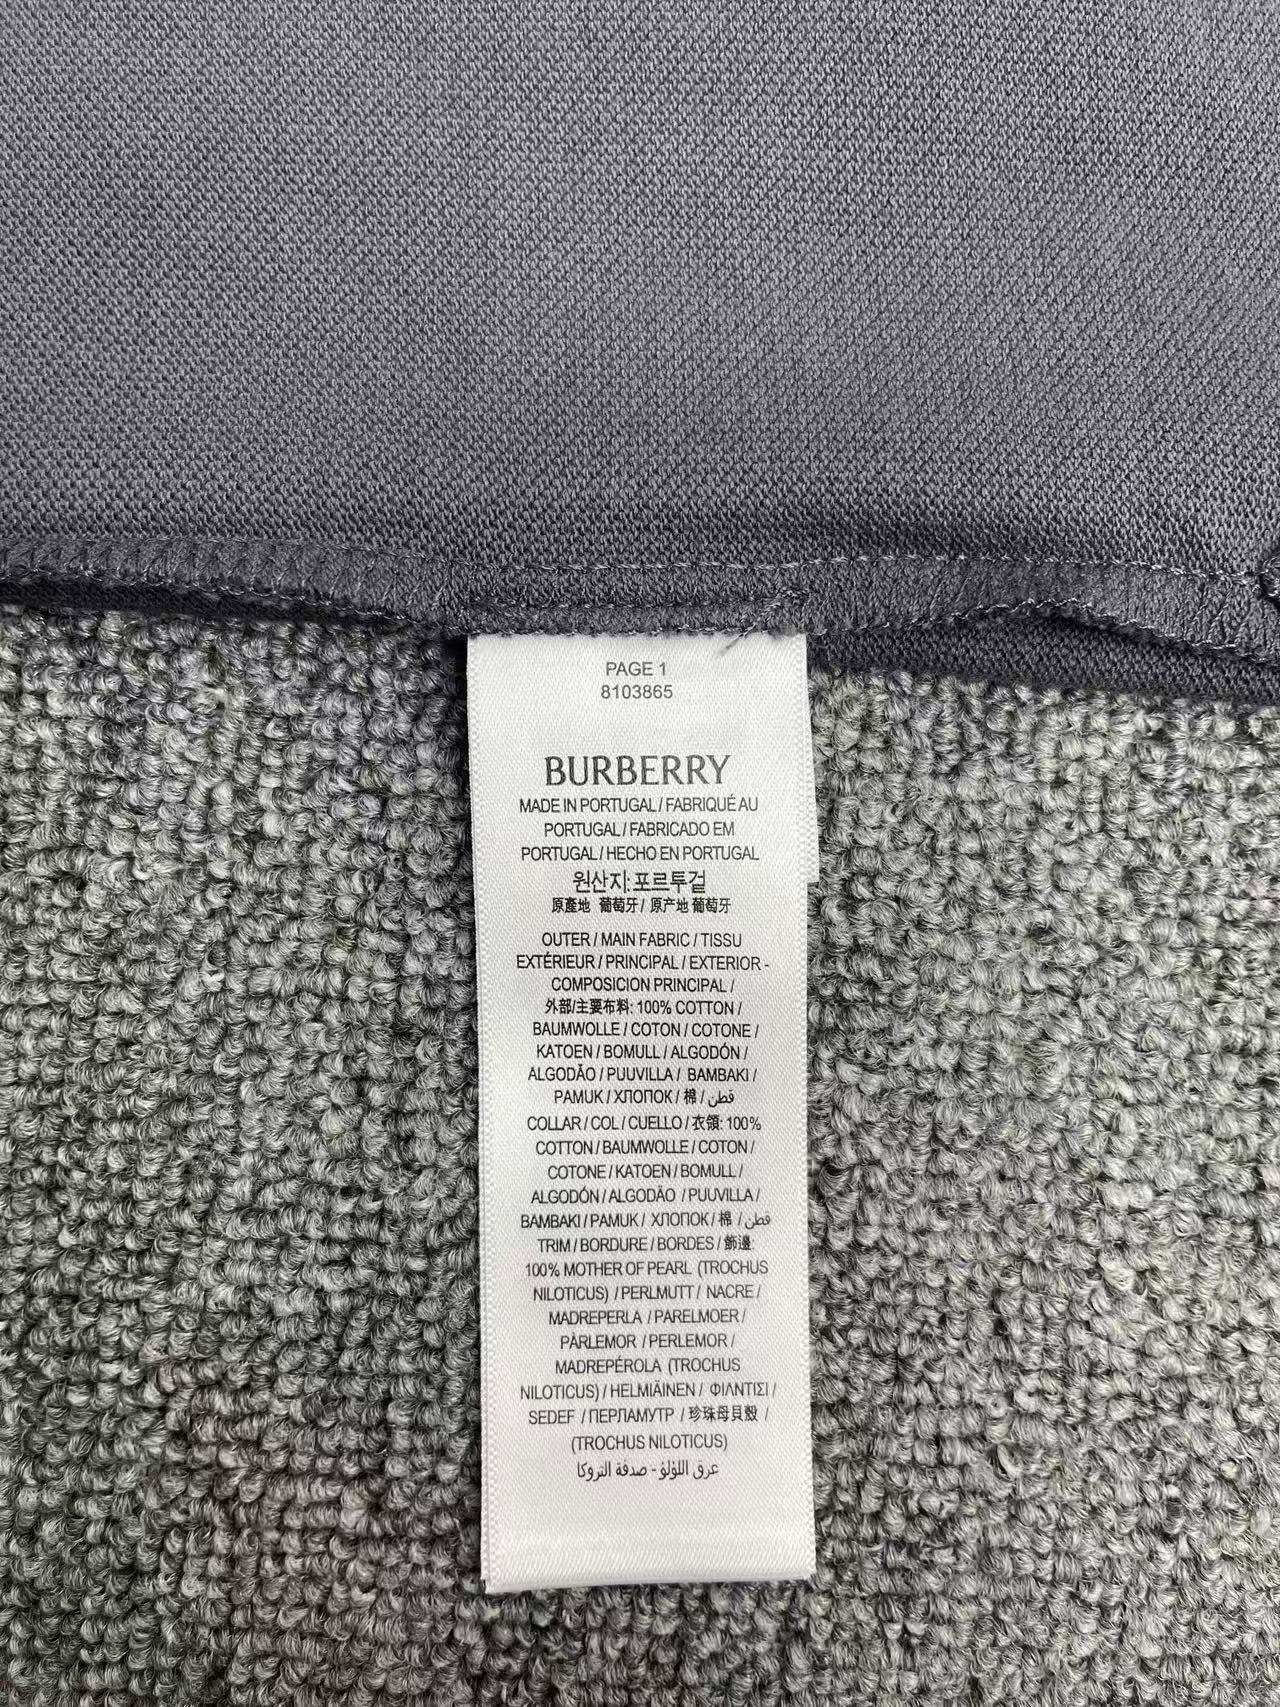 PAGE 1
8103865
BURBERRY
MADE IN PORTUGAL / FABRIQUÉ AU
PORTUGAL / FABRICADO EM
PORTUGAL / HECHO EN PORTUGAL
원산지: 포르투겉
原產地 葡萄牙 / 原产地 葡萄牙
OUTER / MAIN FABRIC / TISSU
EXTÉRIEUR / PRINCIPAL / EXTERIOR -
COMPOSICION PRINCIPAL /
外部/主要布料: 100% COTTON /
BAUMWOLLE / COTON / COTONE /
KATOEN / BOMULL / ALGODÓN /
ALGODÃO / PUUVILLA / BAMBAKI /
PAMUK / ХЛОПОК / 棉 / قطن
COLLAR / COL / CUELLO / 衣領: 100%
COTTON / BAUMWOLLE / COTON /
COTONE / KATOEN / BOMULL /
ALGODÓN / ALGODÃO / PUUVILLA /
BAMBAKI / PAMUK / ХЛОПОК / 棉 / قطن
TRIM / BORDURE / BORDES / 飾邊:
100% MOTHER OF PEARL (TROCHUS
NILOTICUS) / PERLMUTT / NACRE /
MADREPERLA / PARELMOER /
PÄRLEMOR / PERLEMOR /
MADREPÉROLA (TROCHUS
NILOTICUS) / HELMIÄINEN / ΦΙΛΝΤΙΣΙ /
SEDEF / ПЕРЛАМУТР / 珍珠母貝殼 /
(TROCHUS NILOTICUS)
عرق اللؤلؤ - صدفة التروكا